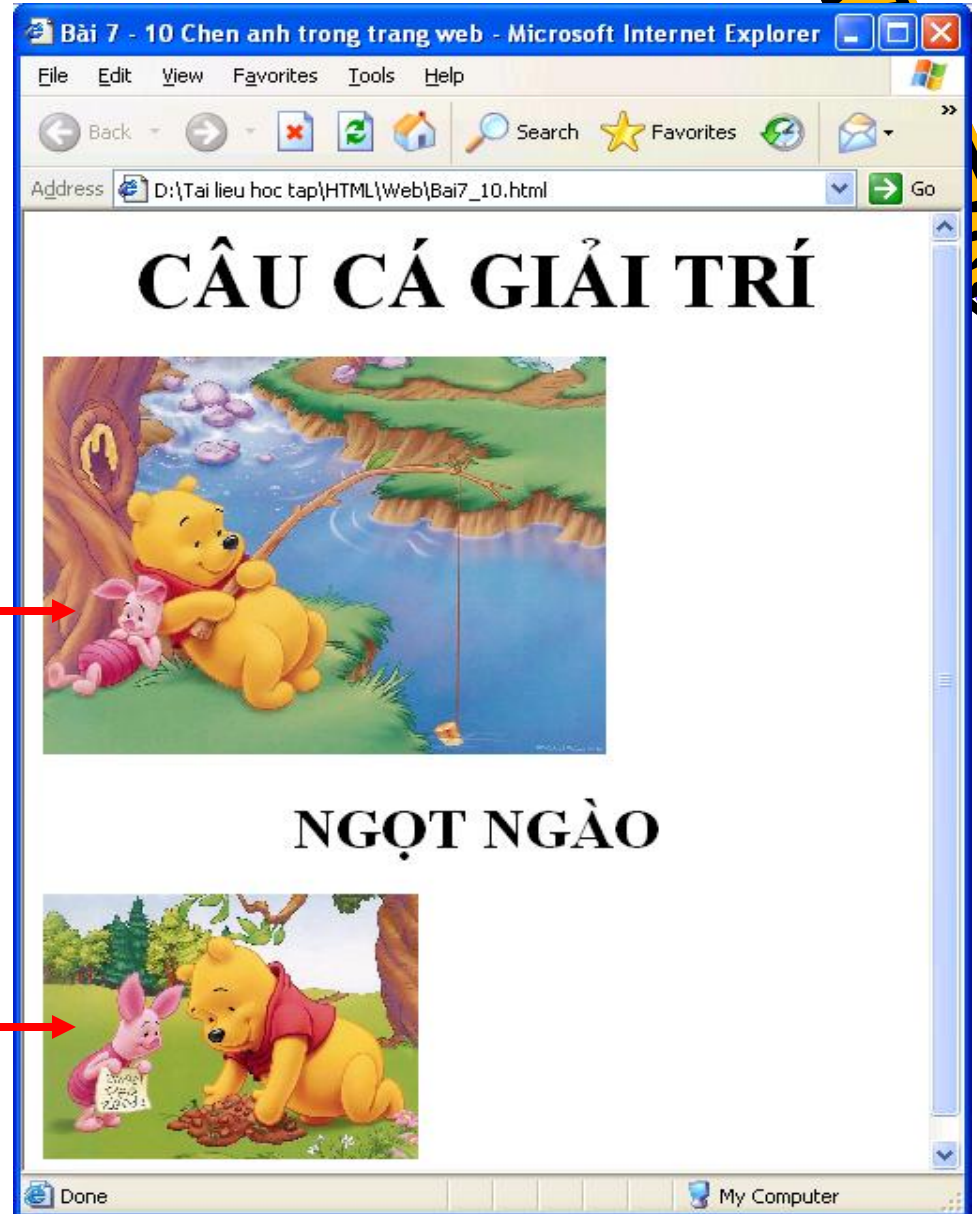 Bài 7 - 10 Chen anh trong trang web - Microsoft Internet Explorer
File Edit View Favorites Tools Help
Back Search Favorites »
Address D:\Tai lieu hoc tap\HTML\Web\Bai7_10.html Go
CÂU CÁ GIẢI TRÍ
NGỌT NGÀO
Done My Computer